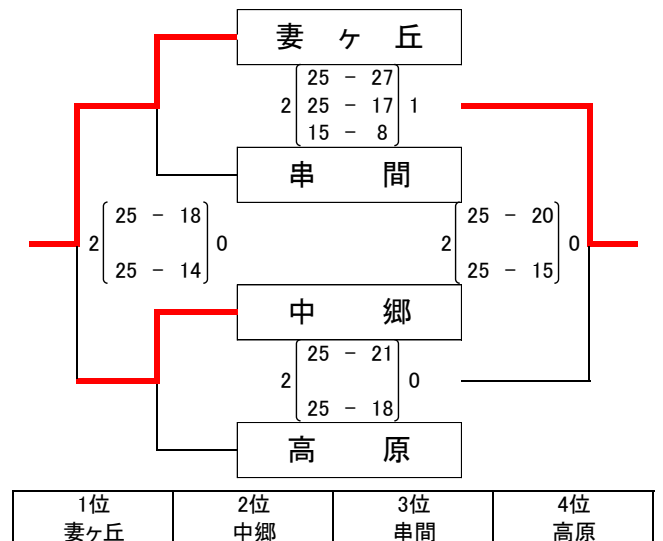 妻ヶ丘
25 - 27
2 25 - 17 1
15 - 8
串間
25 - 18
2 0
25 - 14
25 - 20
2 0
25 - 15
中郷
25 - 21
2 0
25 - 18
高原
1位 2位 3位 4位
妻ケ丘 中郷 串間 高原